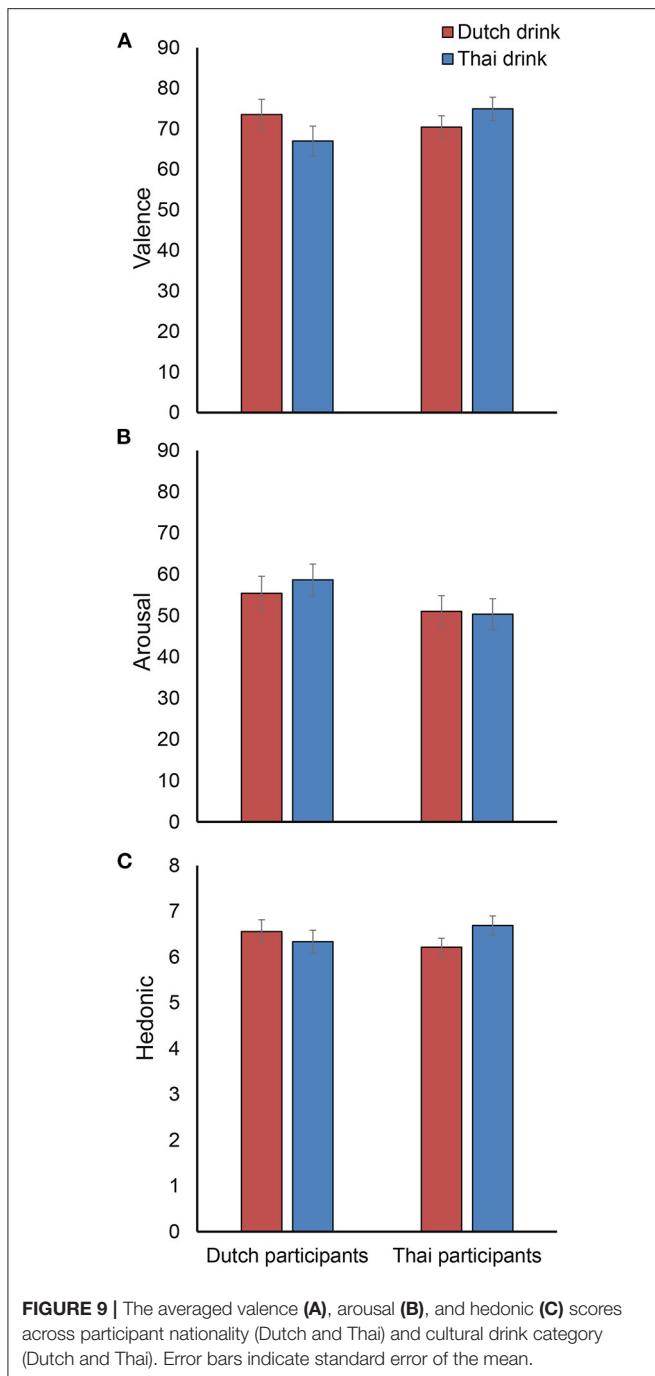 A
Dutch drink
Thai drink
90
80
70
60
50
40
30
20
10
0
Valence
B
90
80
70
60
50
40
30
20
10
0
Arousal
C
8
7
6
5
4
3
2
1
0
Hedonic
Dutch participants Thai participants
FIGURE 9 | The averaged valence (A), arousal (B), and hedonic (C) scores
across participant nationality (Dutch and Thai) and cultural drink category
(Dutch and Thai). Error bars indicate standard error of the mean.